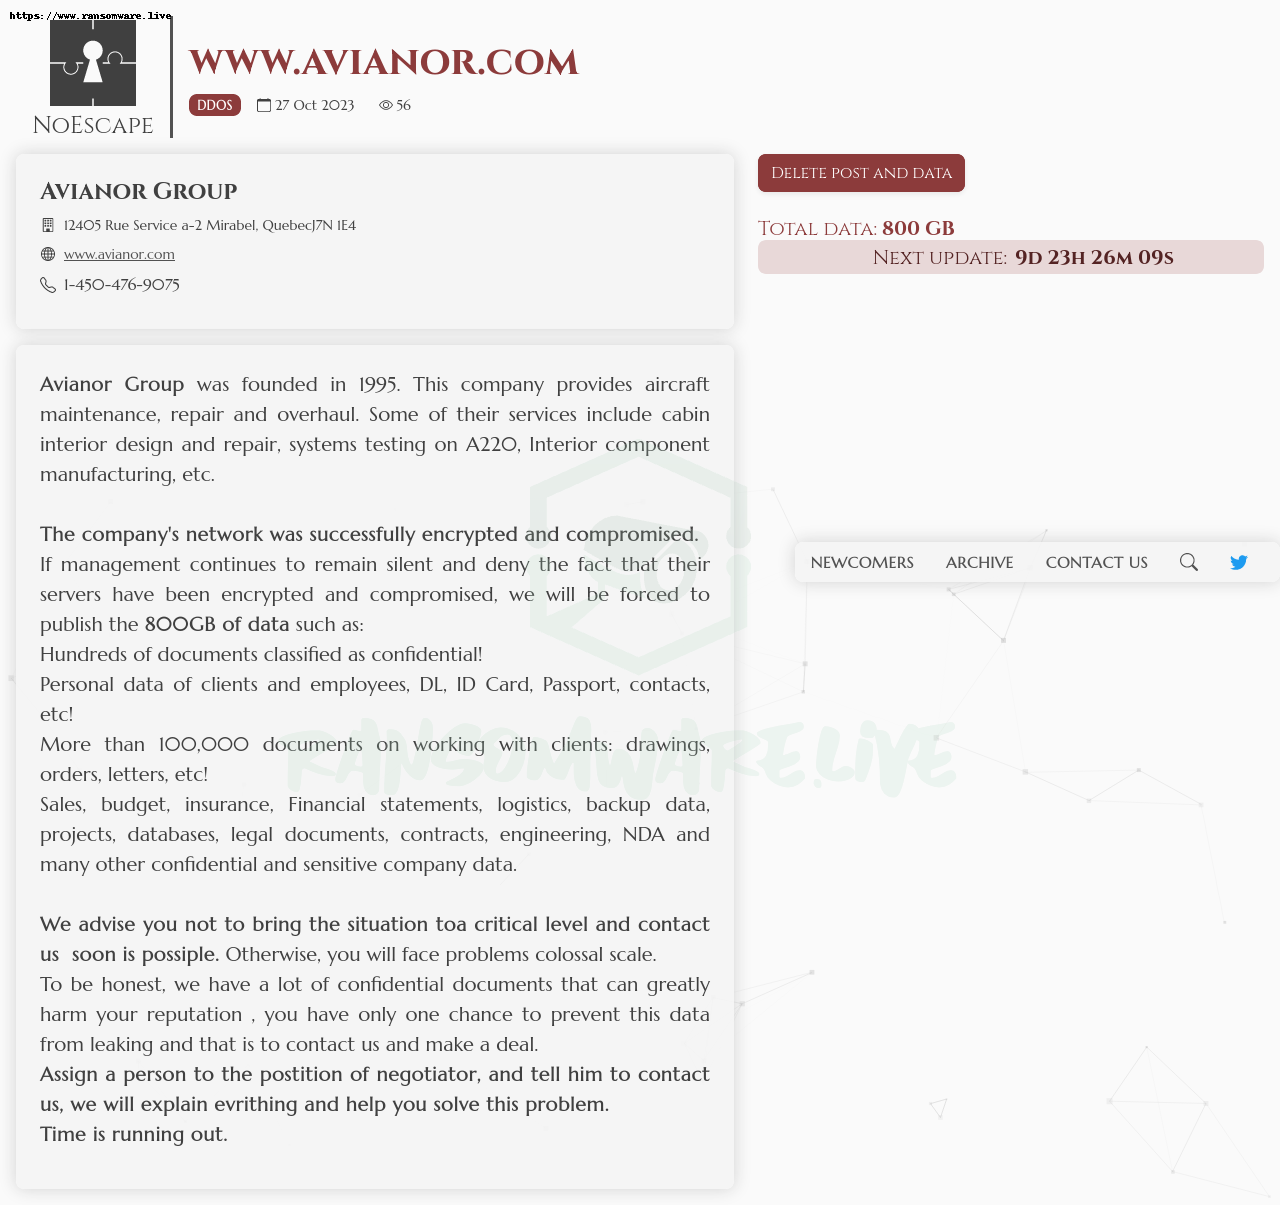 https://www.ransomware.live
NoEscape
www.avianor.com
DDOS 27 Oct 2023 56
Avianor Group
12405 Rue Service a-2 Mirabel, QuebecJ7N 1E4
www.avianor.com
1-450-476-9075
Delete post and data
Total data: 800 GB
Next update: 9d 23h 26m 09s
Avianor Group was founded in 1995. This company provides aircraft
maintenance, repair and overhaul. Some of their services include cabin
interior design and repair, systems testing on A220, Interior component
manufacturing, etc.
The company's network was successfully encrypted and compromised.
If management continues to remain silent and deny the fact that their
servers have been encrypted and compromised, we will be forced to
publish the 800GB of data such as:
Hundreds of documents classified as confidential!
Personal data of clients and employees, DL, ID Card, Passport, contacts,
etc!
More than 100,000 documents on working with clients: drawings,
orders, letters, etc!
Sales, budget, insurance, Financial statements, logistics, backup data,
projects, databases, legal documents, contracts, engineering, NDA and
many other confidential and sensitive company data.
We advise you not to bring the situation toa critical level and contact
us soon is possiple. Otherwise, you will face problems colossal scale.
To be honest, we have a lot of confidential documents that can greatly
harm your reputation , you have only one chance to prevent this data
from leaking and that is to contact us and make a deal.
Assign a person to the postition of negotiator, and tell him to contact
us, we will explain evrithing and help you solve this problem.
Time is running out.
NEWCOMERS ARCHIVE CONTACT US
RANSOMWARE.LIVE